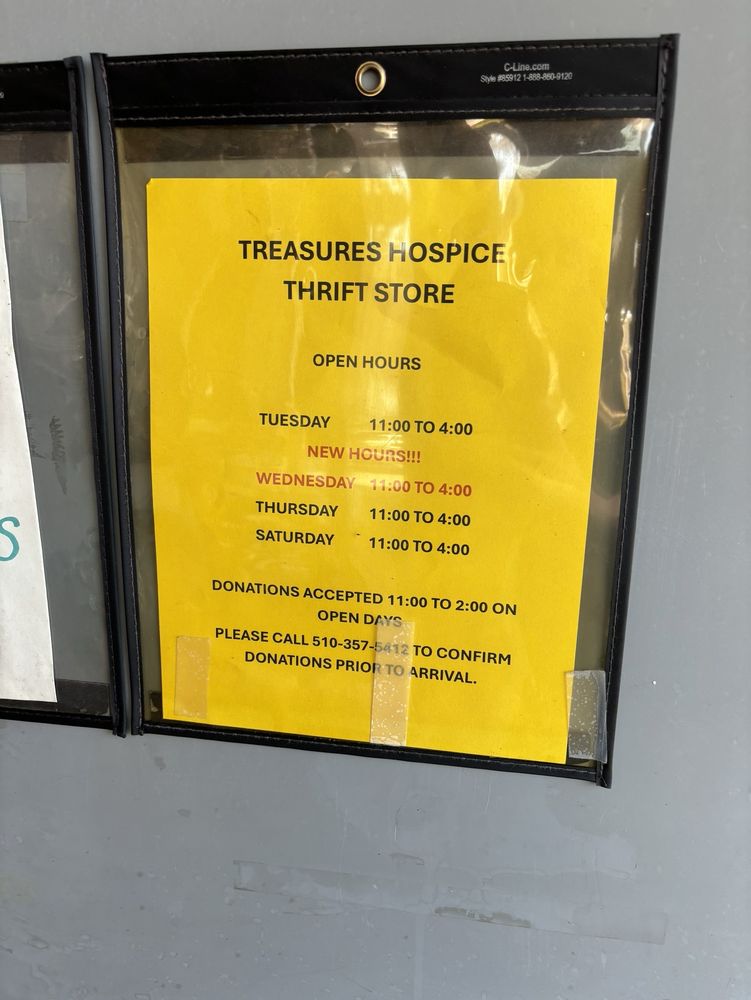 C-Line.com
Style #85912 1-888-860-9120
TREASURES HOSPICE
THRIFT STORE
OPEN HOURS
TUESDAY 11:00 TO 4:00
NEW HOURS!!!
WEDNESDAY 11:00 TO 4:00
THURSDAY 11:00 TO 4:00
SATURDAY 11:00 TO 4:00
DONATIONS ACCEPTED 11:00 TO 2:00 ON
OPEN DAYS
PLEASE CALL 510-357-5412 TO CONFIRM
DONATIONS PRIOR TO ARRIVAL.
S